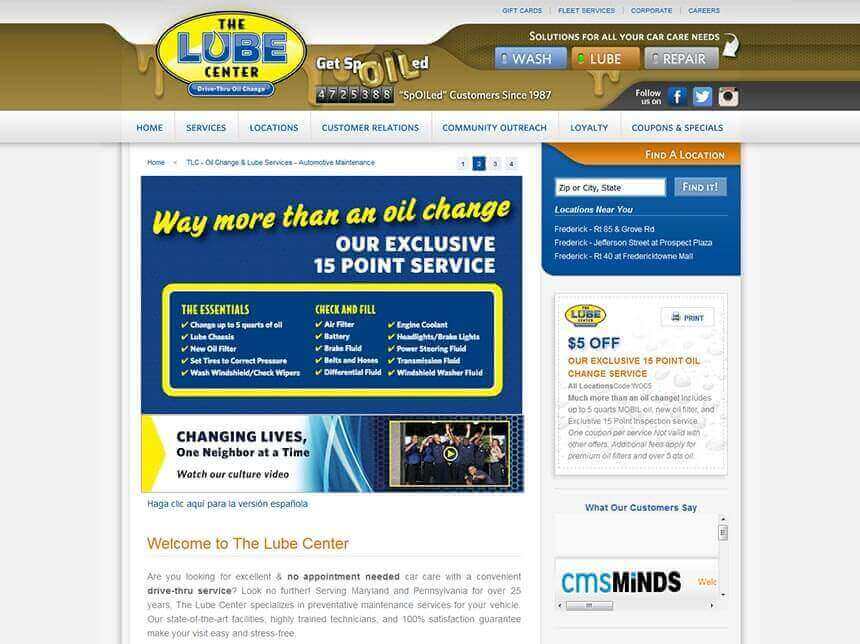 GIFT CARDS | FLEET SERVICES | CORPORATE | CAREERS
THE
LUBE
CENTER
Drive-Thru Oil Change
Get SpOILed
4725388 "SpOILed" Customers Since 1987
SOLUTIONS FOR ALL YOUR CAR CARE NEEDS
WASH LUBE REPAIR
Follow
us on
HOME SERVICES LOCATIONS CUSTOMER RELATIONS COMMUNITY OUTREACH LOYALTY COUPONS & SPECIALS
Home < TLC - Oil Change & Lube Services - Automotive Maintenance
1 2 3 4
Way more than an oil change
OUR EXCLUSIVE
15 POINT SERVICE
THE ESSENTIALS
Change up to 5 quarts of oil
Lube Chassis
New Oil Filter
Set Tires to Correct Pressure
Wash Windshield/Check Wipers
CHECK AND FILL
Air Filter
Battery
Brake Fluid
Belts and Hoses
Differential Fluid
Engine Coolant
Headlights/Brake Lights
Power Steering Fluid
Transmission Fluid
Windshield Washer Fluid
CHANGING LIVES,
One Neighbor at a Time
Watch our culture video
Haga clic aquí para la versión española
Welcome to The Lube Center
Are you looking for excellent & no appointment needed car care with a convenient
drive-thru service? Look no further! Serving Maryland and Pennsylvania for over 25
years, The Lube Center specializes in preventative maintenance services for your vehicle.
Our state-of-the-art facilities, highly trained technicians, and 100% satisfaction guarantee
make your visit easy and stress-free.
FIND A LOCATION
Zip or City, State FIND IT!
Locations Near You
Frederick - Rt 85 & Grove Rd
Frederick - Jefferson Street at Prospect Plaza
Frederick - Rt 40 at Fredericktowne Mall
THE
LUBE
CENTER
PRINT
$5 OFF
OUR EXCLUSIVE 15 POINT OIL
CHANGE SERVICE
All LocationsCode:WOC5
Much more than an oil change! Includes
up to 5 quarts MOBIL oil, new oil filter, and
Exclusive 15 Point Inspection service.
One coupon per service Not valid with
other offers. Additional fees apply for
premium oil filters and over 5 qts oil.
What Our Customers Say
cmsMiNDS
Welc